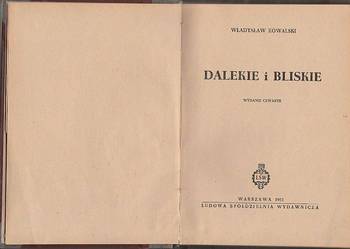 WŁADYSŁAW KOWALSKI
DALEKIE i BLISKIE
WYDANIE CZWARTE
LSW
WARSZAWA 1951
LUDOWA SPÓŁDZIELNIA WYDAWNICZA